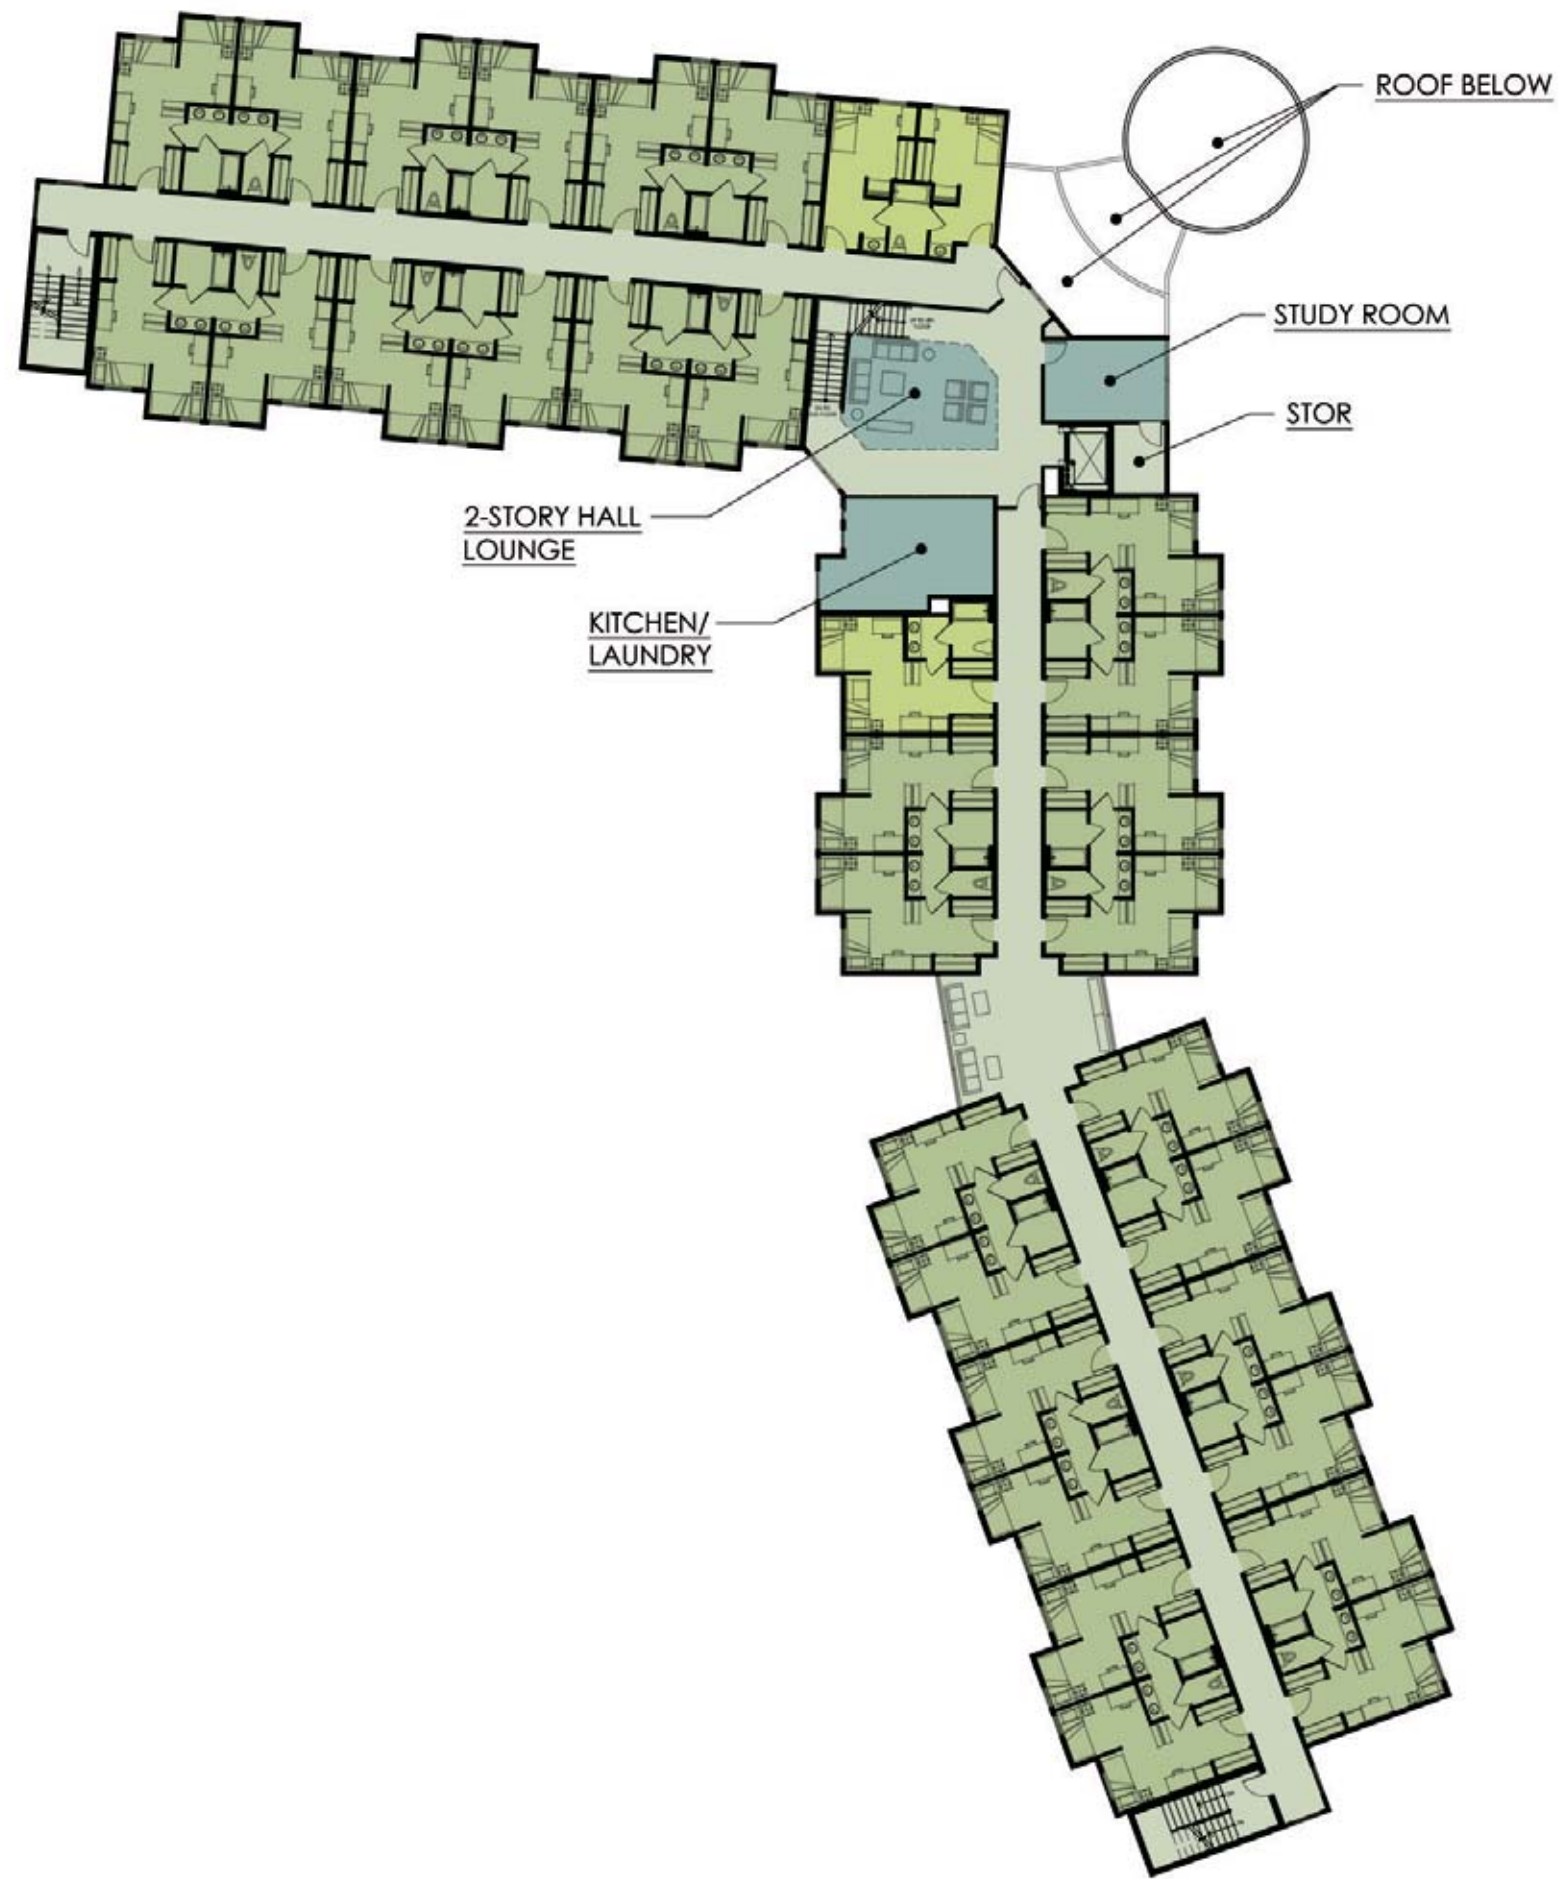 ROOF BELOW
STUDY ROOM
STOR
2-STORY HALL
LOUNGE
KITCHEN/
LAUNDRY